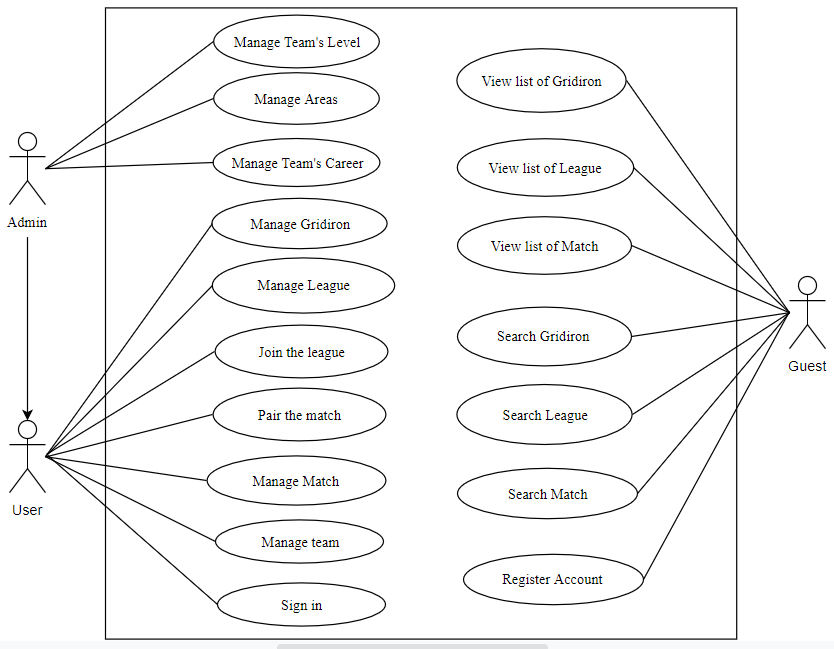 Manage Team's Level
Manage Areas
Manage Team's Career
Admin
Manage Gridiron
Manage League
Join the league
Pair the match
Manage Match
Manage team
Sign in
User
View list of Gridiron
View list of League
View list of Match
Search Gridiron
Search League
Search Match
Register Account
Guest